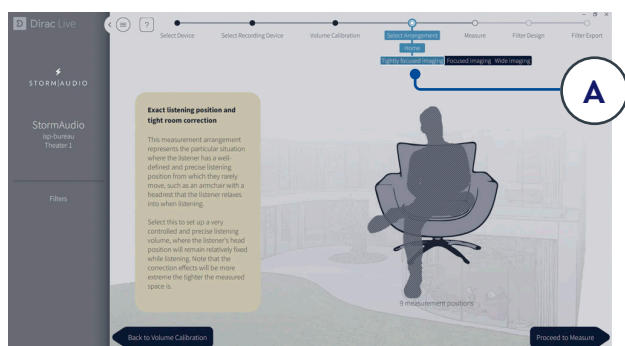 Dirac Live
?
Select Device
Select Recording Device
Volume Calibration
Select Arrangement
Measure
Filter Design
Filter Export
Home
Tightly focused imaging
Focused imaging
Wide imaging
A
STORMAUDIO
StormAudio
isp-bureau
Theater 1
Filters
Exact listening position and
tight room correction
This measurement arrangement
represents the particular situation
where the listener has a well-
defined and precise listening
position from which they rarely
move, such as an armchair with a
headrest that the listener relaxes
into when listening.
Select this to set up a very
controlled and precise listening
volume, where the listener's head
position will remain relatively fixed
while listening. Note that the
correction effects will be more
extreme the tighter the measured
space is.
9 measurement positions
Back to Volume Calibration
Proceed to Measure